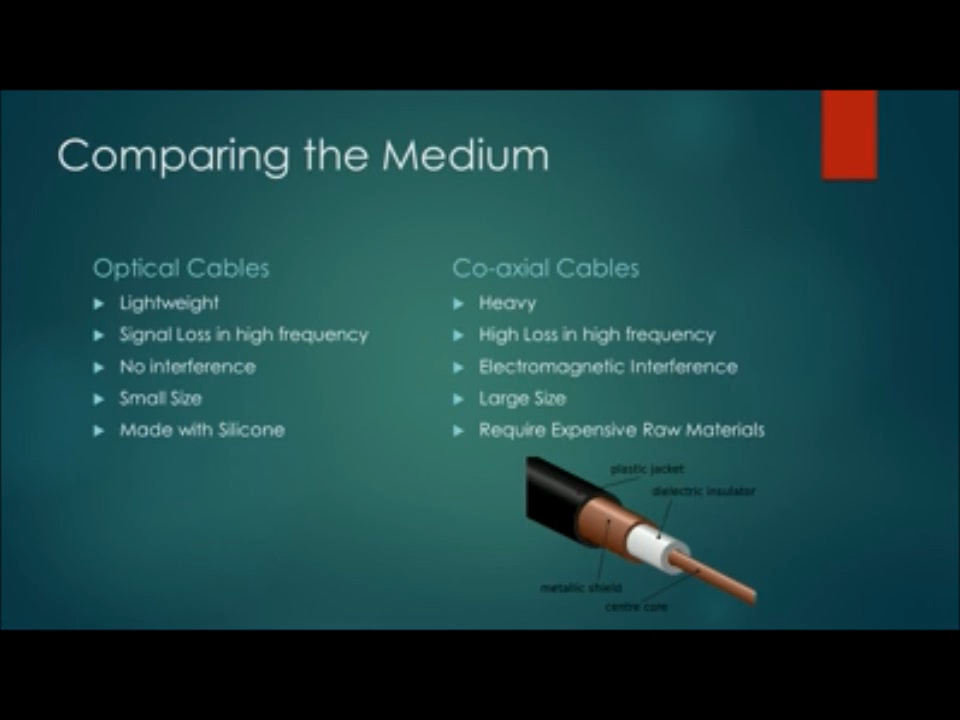 Comparing the Medium
Optical Cables
Lightweight
Signal Loss in high frequency
No interference
Small Size
Made with Silicone
Co-axial Cables
Heavy
High Loss in high frequency
Electromagnetic Interference
Large Size
Require Expensive Raw Materials
plastic jacket
dielectric insulator
metallic shield
centre core